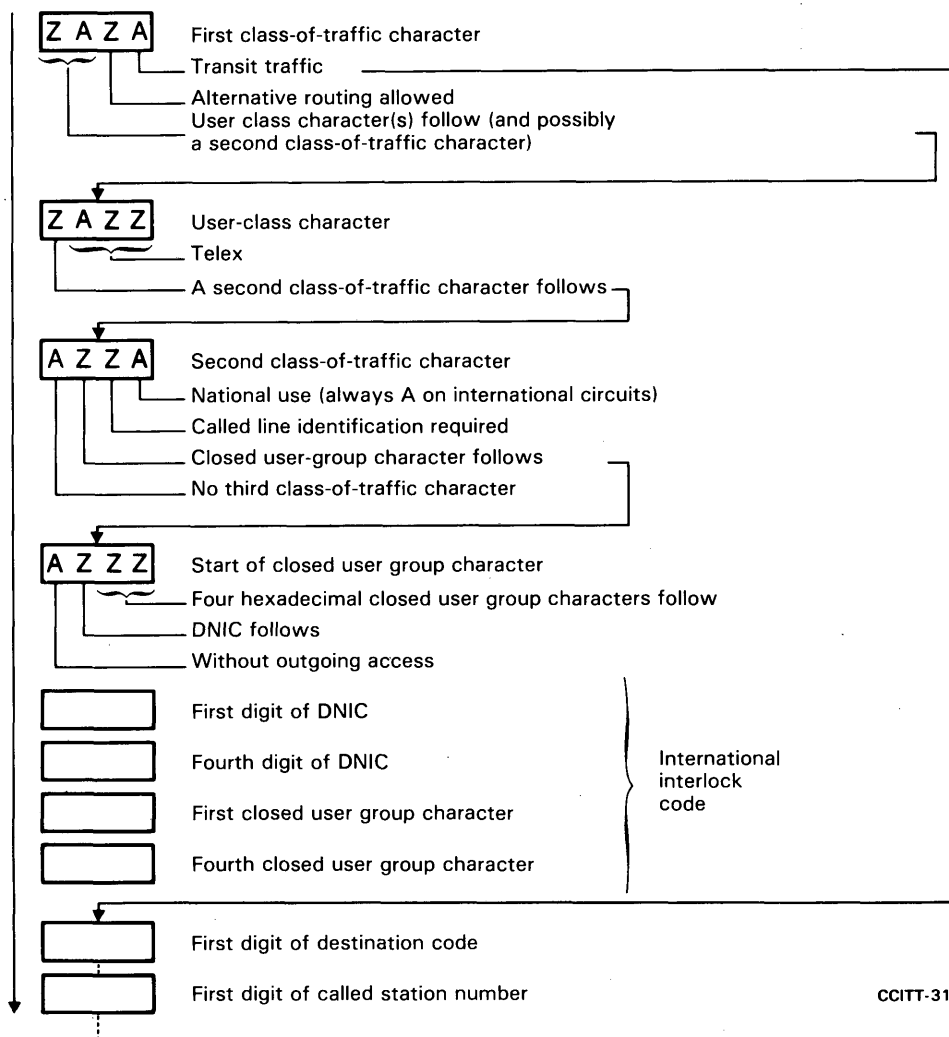 Z A Z A First class-of-traffic character
Transit traffic
Alternative routing allowed
User class character(s) follow (and possibly
a second class-of-traffic character)
Z A Z Z User-class character
Telex
A second class-of-traffic character follows
A Z Z A Second class-of-traffic character
National use (always A on international circuits)
Called line identification required
Closed user-group character follows
No third class-of-traffic character
A Z Z Z Start of closed user group character
Four hexadecimal closed user group characters follow
DNIC follows
Without outgoing access
First digit of DNIC
Fourth digit of DNIC
First closed user group character
Fourth closed user group character
International
interlock
code
First digit of destination code
First digit of called station number
CCITT-31